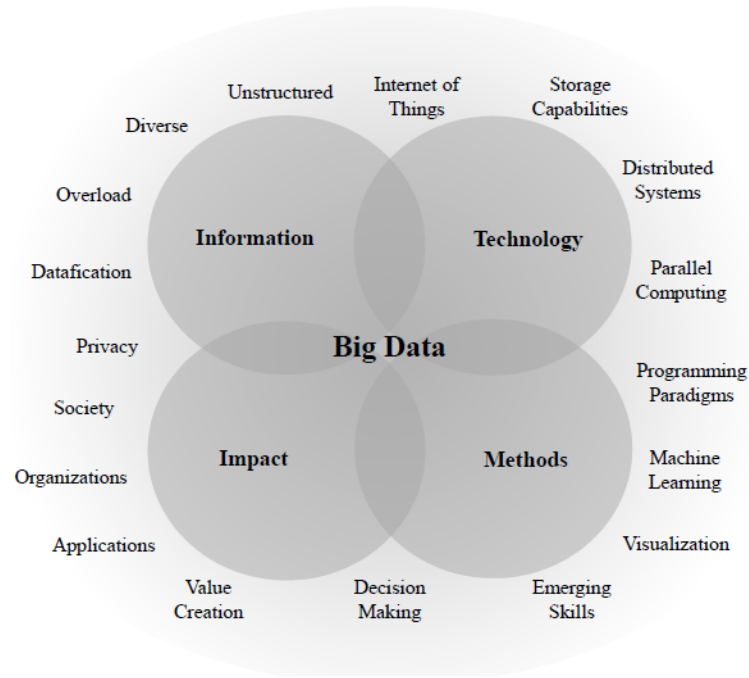 Unstructured
Internet of
Things
Storage
Capabilities
Diverse
Distributed
Systems
Overload
Information
Technology
Datafication
Parallel
Computing
Privacy
Big Data
Programming
Paradigms
Society
Impact
Methods
Machine
Learning
Organizations
Applications
Visualization
Value
Creation
Decision
Making
Emerging
Skills